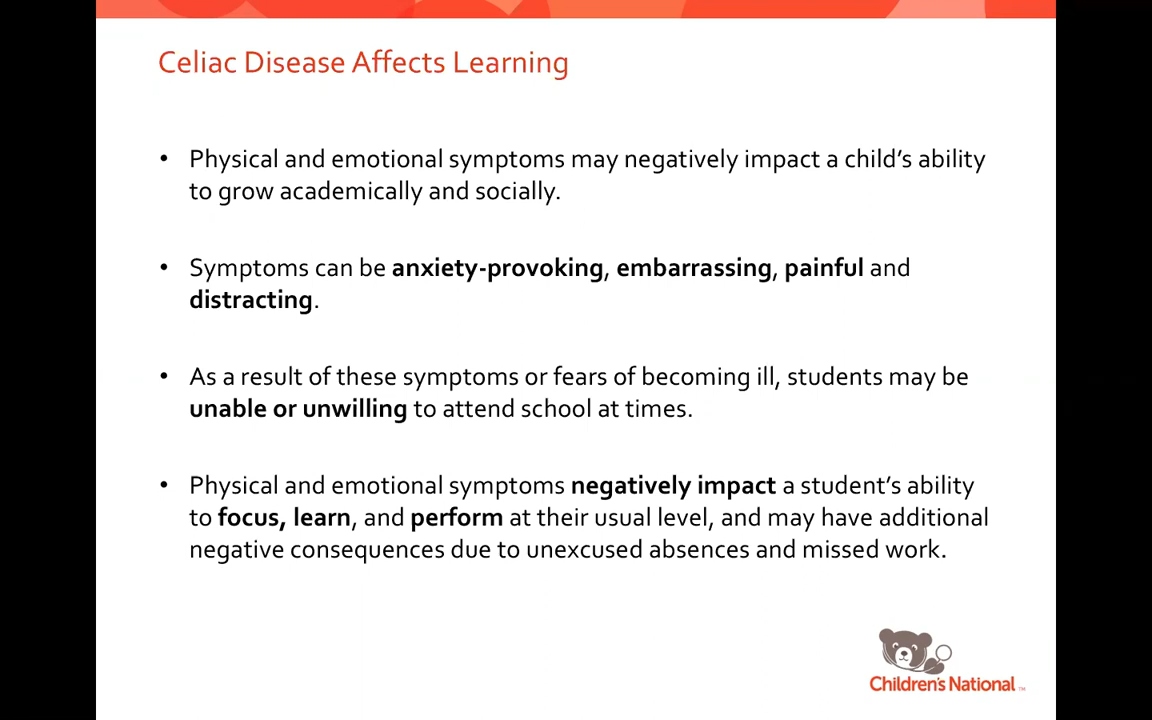 Celiac Disease Affects Learning
• Physical and emotional symptoms may negatively impact a child’s ability
to grow academically and socially.
• Symptoms can be anxiety-provoking, embarrassing, painful and
distracting.
• As a result of these symptoms or fears of becoming ill, students may be
unable or unwilling to attend school at times.
• Physical and emotional symptoms negatively impact a student’s ability
to focus, learn, and perform at their usual level, and may have additional
negative consequences due to unexcused absences and missed work.
Children's National™